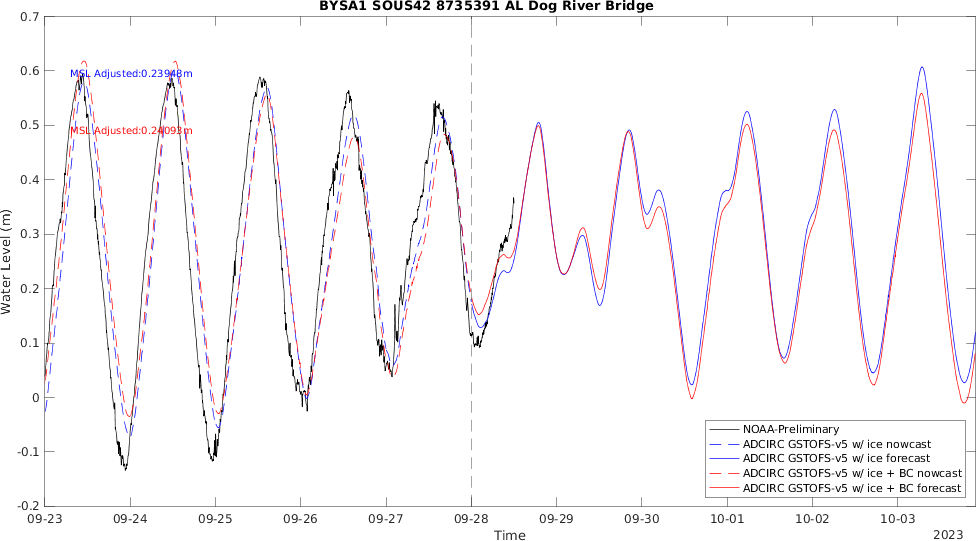 BYSA1 SOUS42 8735391 AL Dog River Bridge
0.7
0.6
0.5
0.4
0.3
0.2
0.1
0
-0.1
-0.2
Water Level (m)
MSL Adjusted:0.23948m
MSL Adjusted:0.24093m
NOAA-Preliminary
ADCIRC GSTOFS-v5 w/ ice nowcast
ADCIRC GSTOFS-v5 w/ ice forecast
ADCIRC GSTOFS-v5 w/ ice + BC nowcast
ADCIRC GSTOFS-v5 w/ ice + BC forecast
09-23 09-24 09-25 09-26 09-27 09-28 09-29 09-30 10-01 10-02 10-03
Time
2023